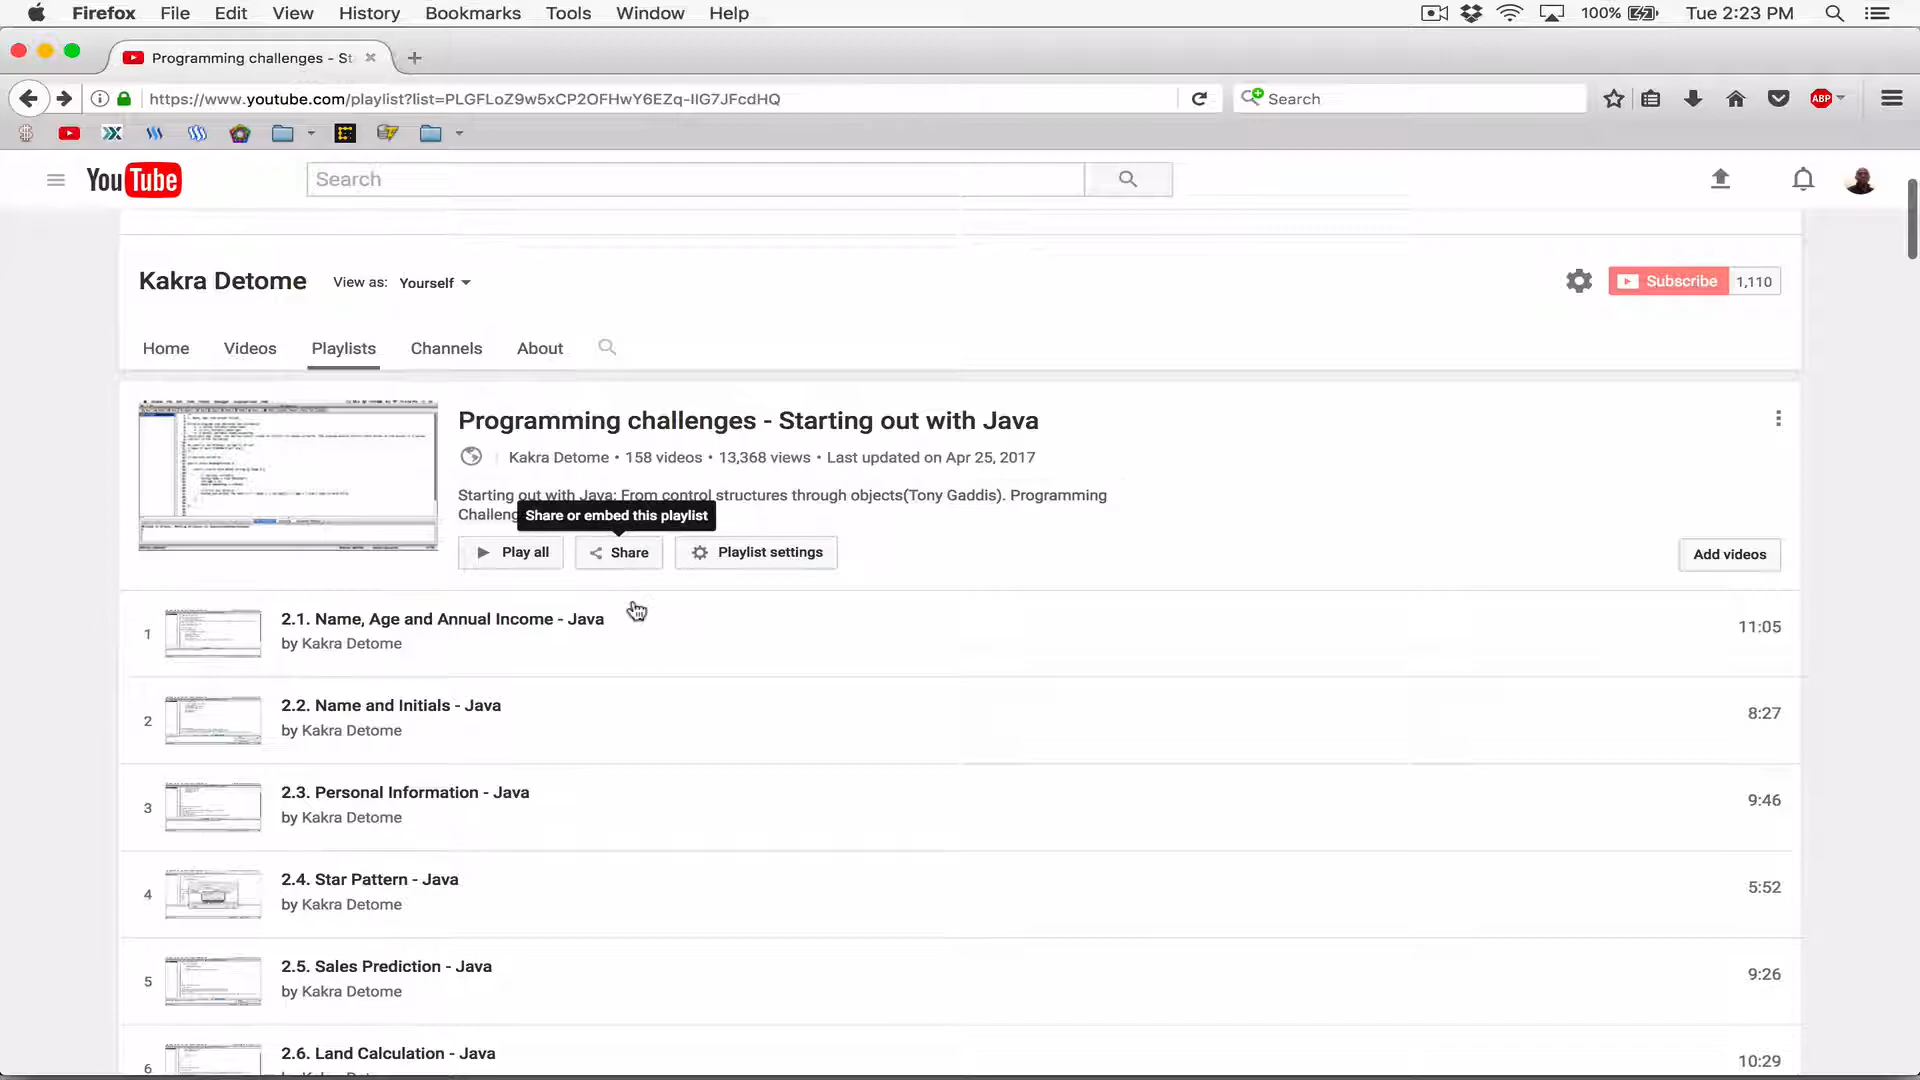 Firefox File Edit View History Bookmarks Tools Window Help 100% Tue 2:23 PM
Programming challenges - St
https://www.youtube.com/playlist?list=PLGFLoZ9w5xCP2OFHwY6EZq-IIG7JFcdHQ Search ABP
YouTube Search
Kakra Detome View as: Yourself Subscribe 1,110
Home Videos Playlists Channels About
Programming challenges - Starting out with Java
Kakra Detome • 158 videos • 13,368 views • Last updated on Apr 25, 2017
Starting out with Java: From control structures through objects(Tony Gaddis). Programming
Challeng
Share or embed this playlist
Play all Share Playlist settings Add videos
1 2.1. Name, Age and Annual Income - Java 11:05
by Kakra Detome
2 2.2. Name and Initials - Java 8:27
by Kakra Detome
3 2.3. Personal Information - Java 9:46
by Kakra Detome
4 2.4. Star Pattern - Java 5:52
by Kakra Detome
5 2.5. Sales Prediction - Java 9:26
by Kakra Detome
6 2.6. Land Calculation - Java 10:29